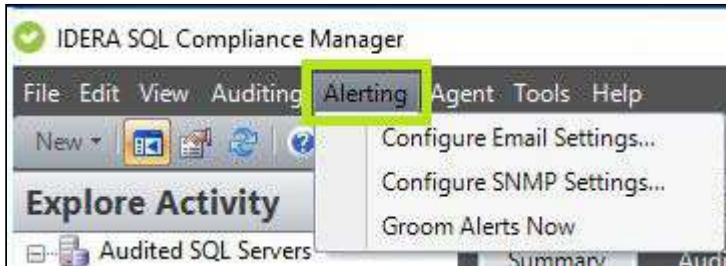 IDERA SQL Compliance Manager
File Edit View Auditing Alerting Agent Tools Help
New
Configure Email Settings...
Configure SNMP Settings...
Explore Activity
Groom Alerts Now
Audited SQL Servers
Summary